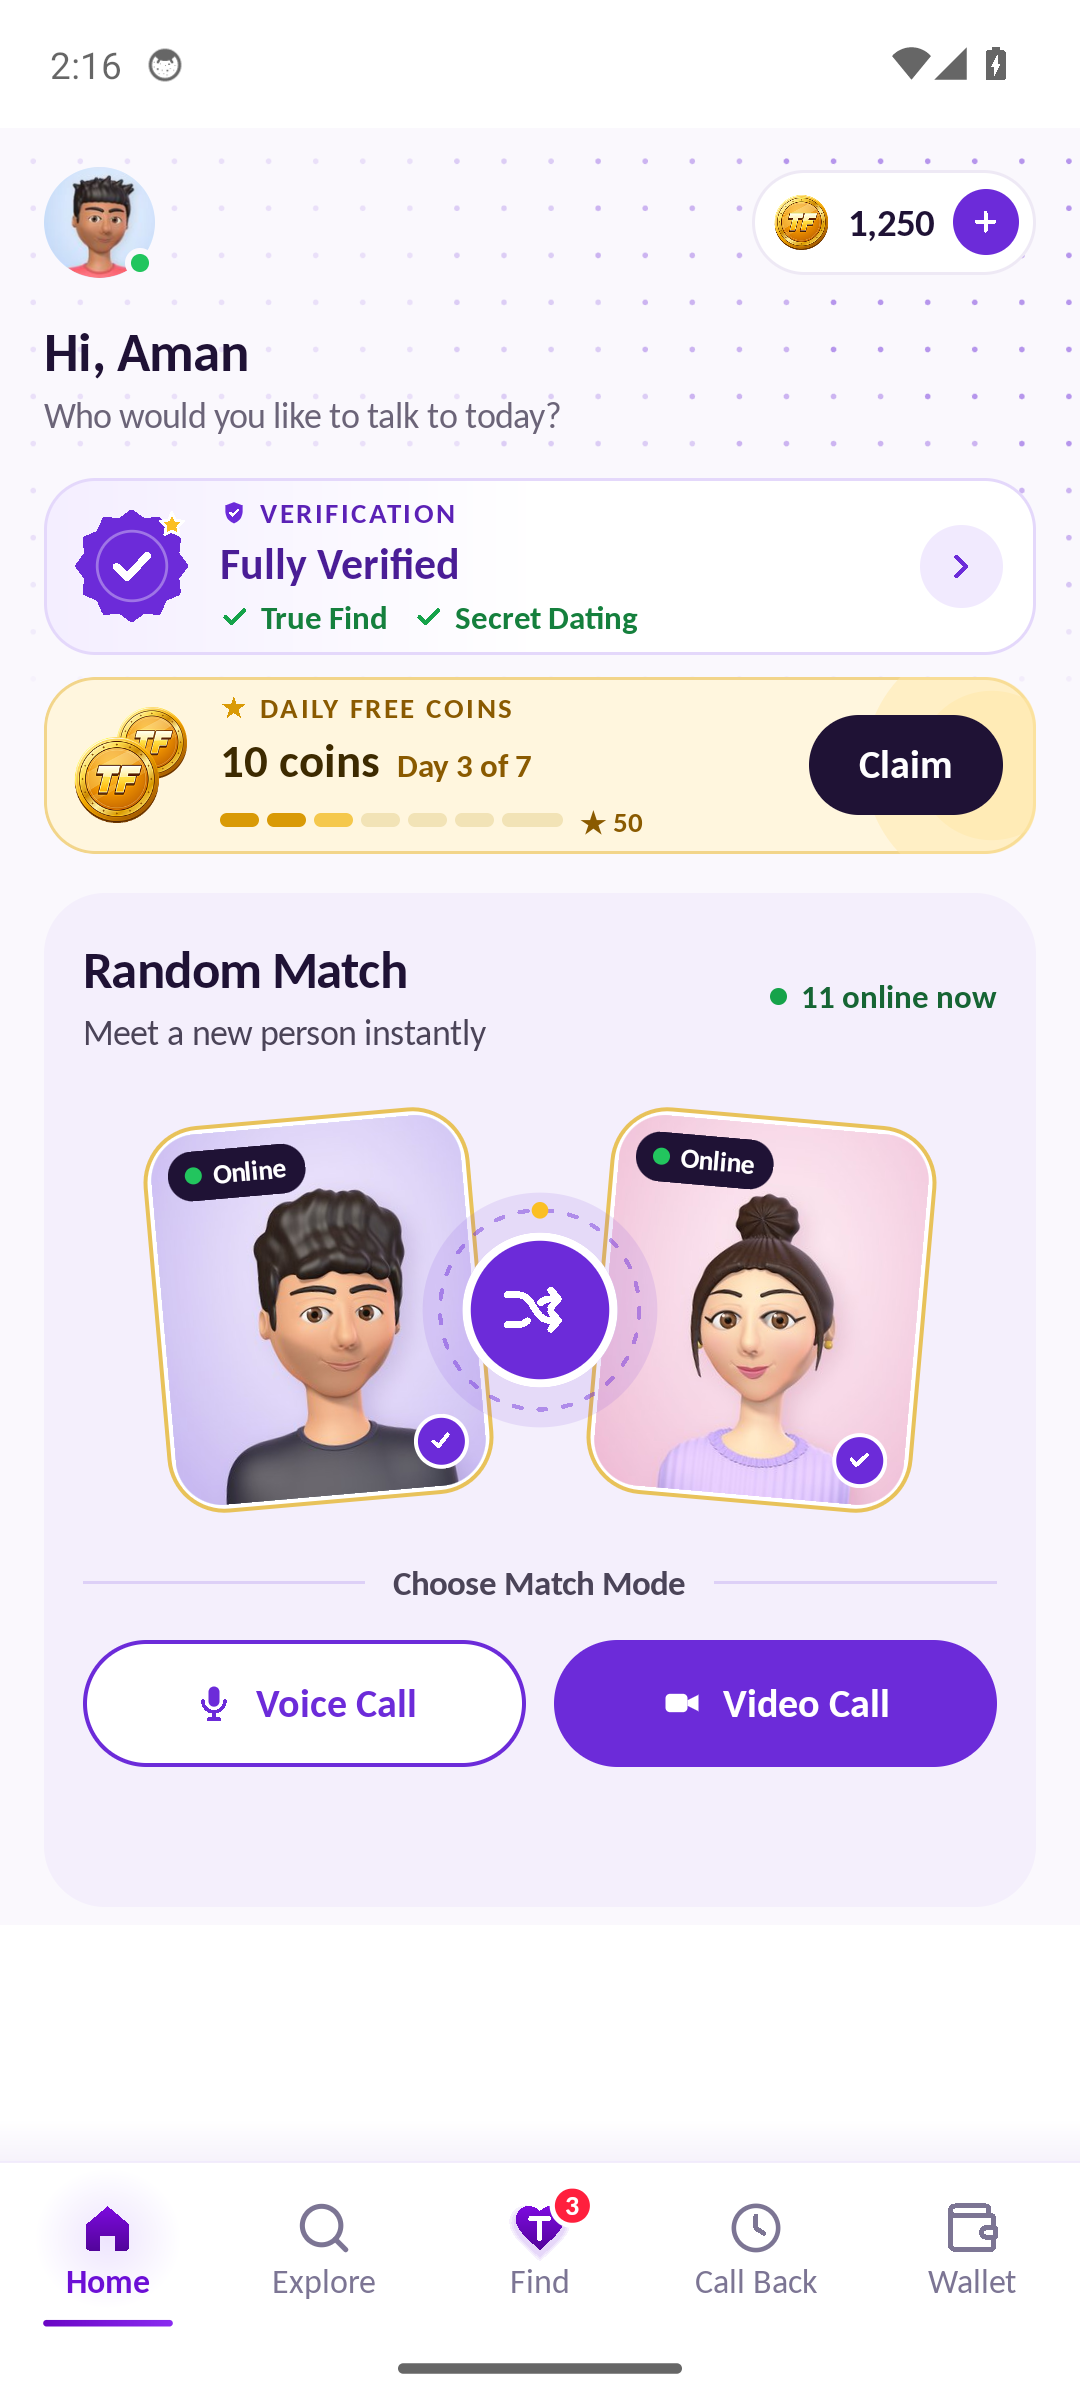 2:16
TF 1,250
Hi, Aman
Who would you like to talk to today?
VERIFICATION
Fully Verified
True Find Secret Dating
DAILY FREE COINS
TF TF
10 coins Day 3 of 7
Claim
50
Random Match
11 online now
Meet a new person instantly
Online Online
Choose Match Mode
Voice Call Video Call
T 3
Home Explore Find Call Back Wallet